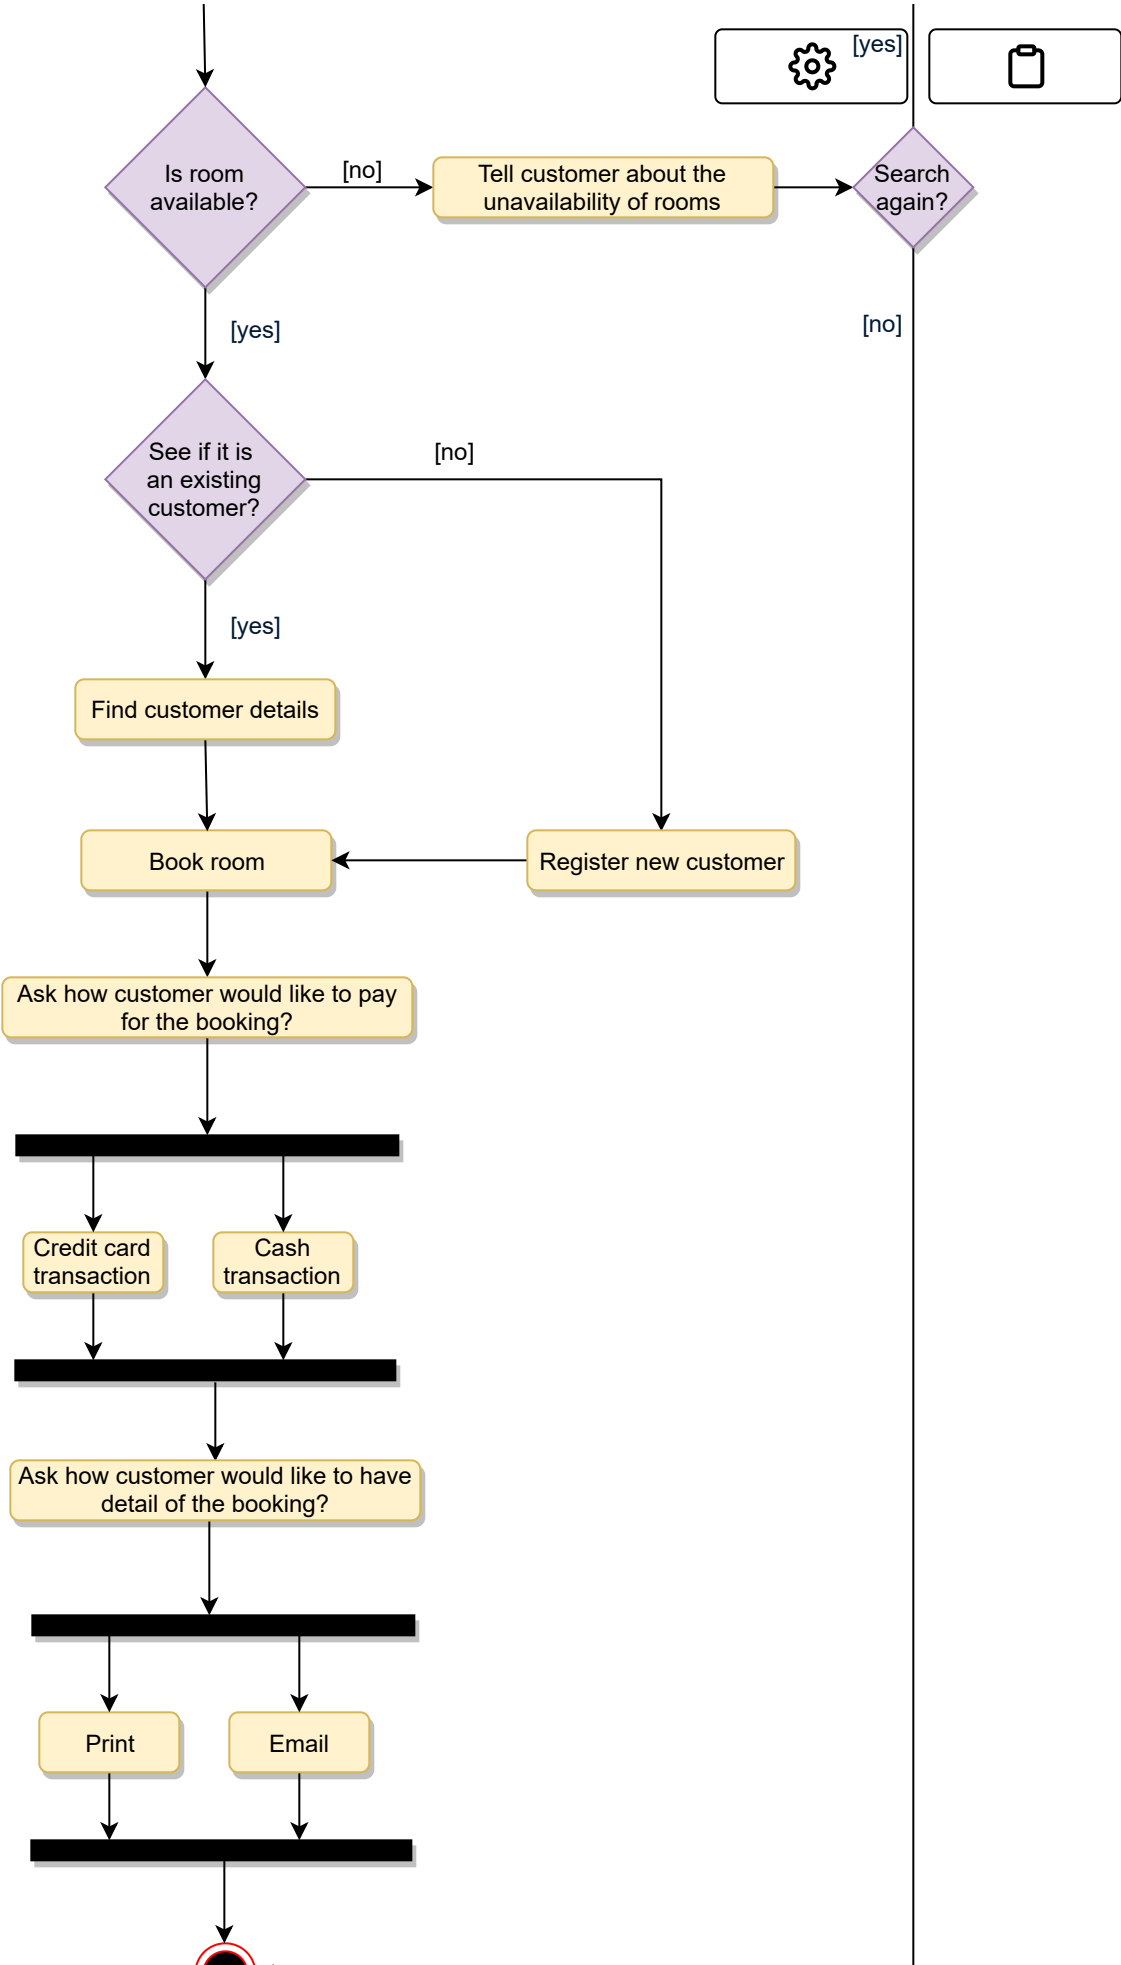 [yes]
Is room
available?
[no]
Tell customer about the
unavailability of rooms
Search
again?
[yes]
[no]
See if it is
an existing
customer?
[no]
[yes]
Find customer details
Book room
Register new customer
Ask how customer would like to pay
for the booking?
Credit card
transaction
Cash
transaction
Ask how customer would like to have
detail of the booking?
Print
Email